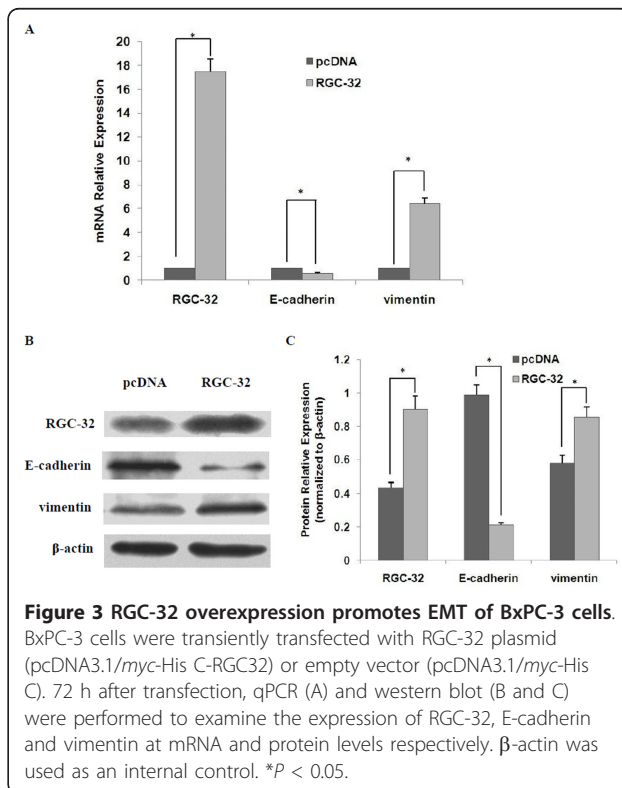 A
20
18
16
14
12
10
8
6
4
2
0
mRNA Relative Expression
*
*
*
pcDNA
RGC-32
RGC-32 E-cadherin vimentin
B
pcDNA RGC-32
RGC-32
E-cadherin
vimentin
β-actin
C
1.2
1
0.8
0.6
0.4
0.2
0
Protein Relative Expression
(normalized to β-actin)
*
*
*
pcDNA
RGC-32
RGC-32 E-cadherin vimentin
Figure 3 RGC-32 overexpression promotes EMT of BxPC-3 cells.
BxPC-3 cells were transiently transfected with RGC-32 plasmid
(pcDNA3.1/myc-His C-RGC32) or empty vector (pcDNA3.1/myc-His
C). 72 h after transfection, qPCR (A) and western blot (B and C)
were performed to examine the expression of RGC-32, E-cadherin
and vimentin at mRNA and protein levels respectively. β-actin was
used as an internal control. *P < 0.05.